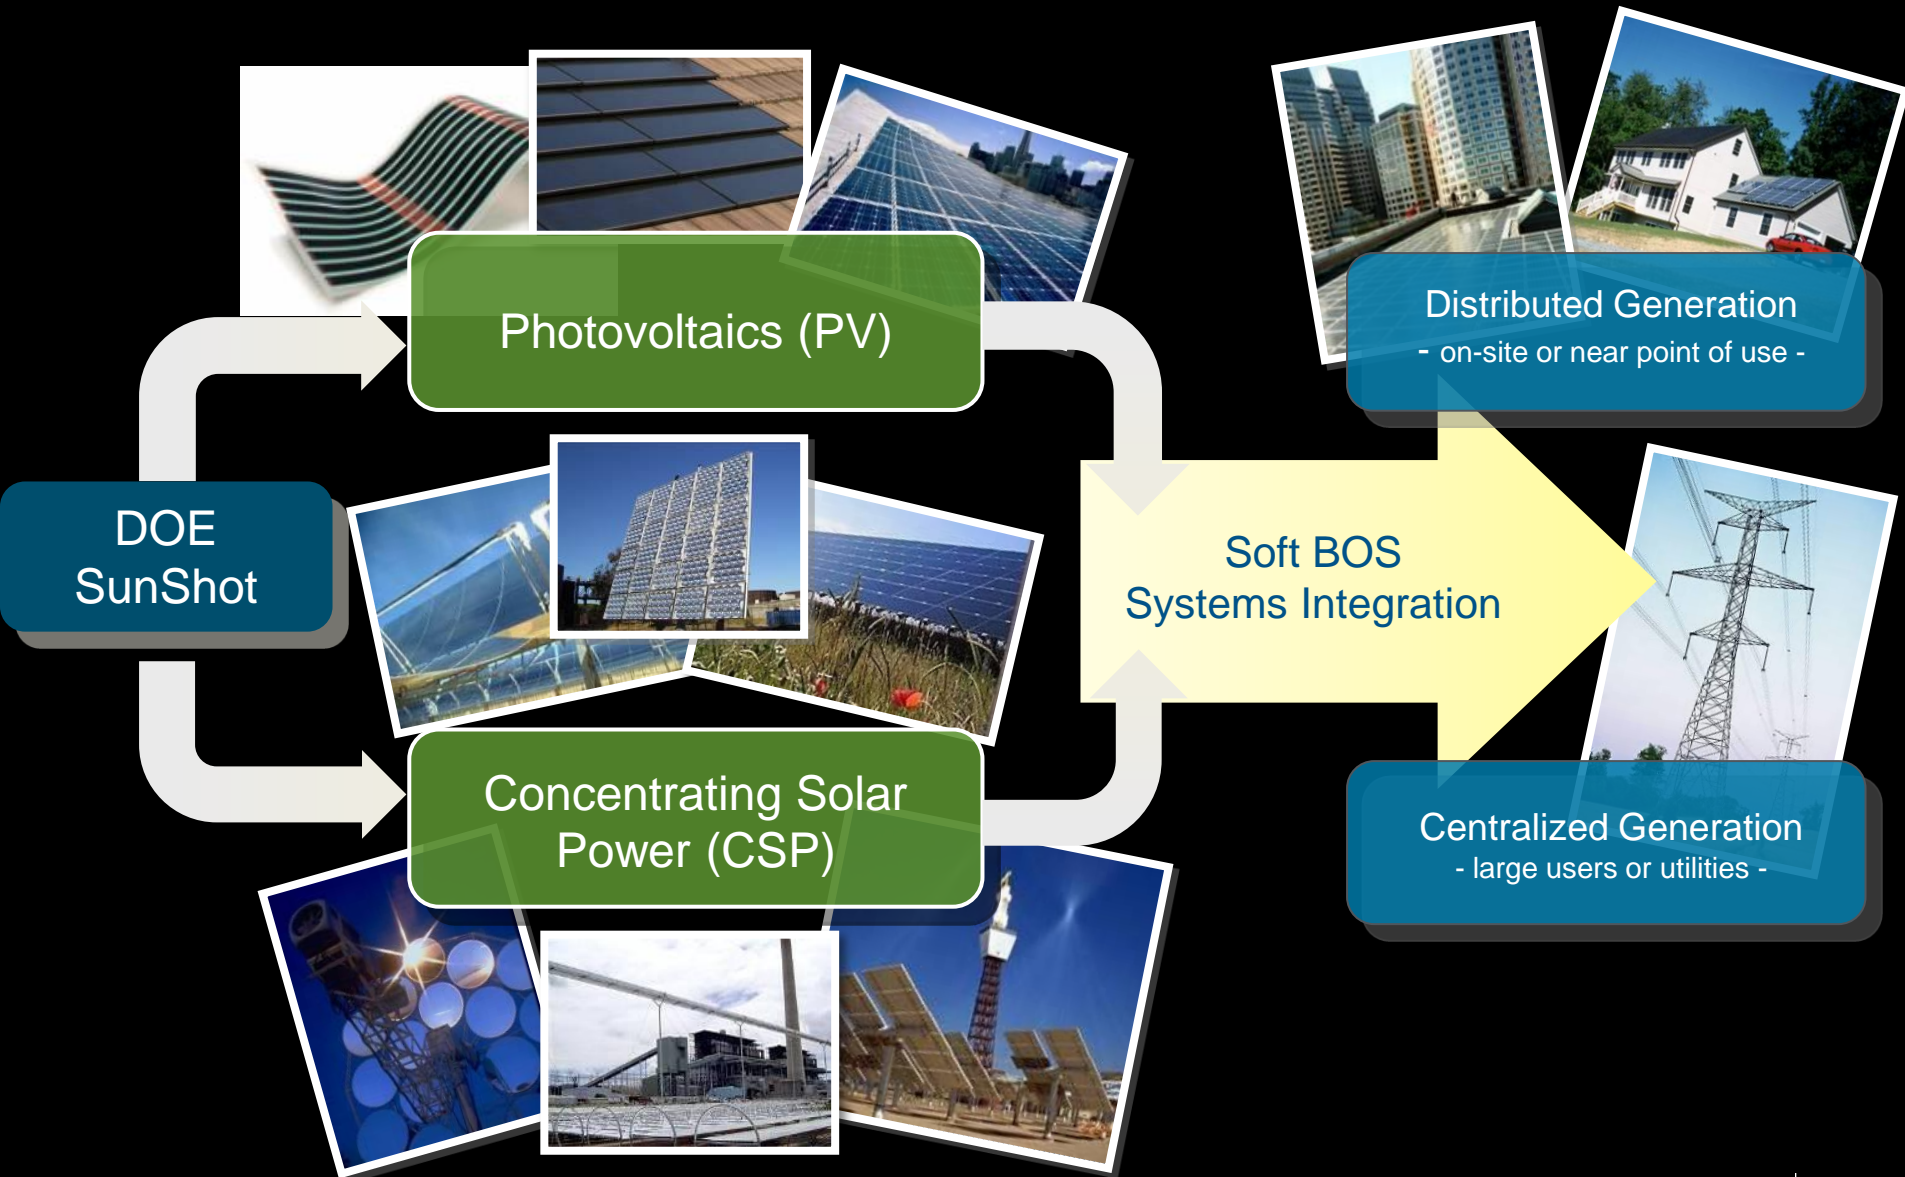 DOE
SunShot
Photovoltaics (PV)
Concentrating Solar
Power (CSP)
Soft BOS
Systems Integration
Distributed Generation
- on-site or near point of use -
Centralized Generation
- large users or utilities -